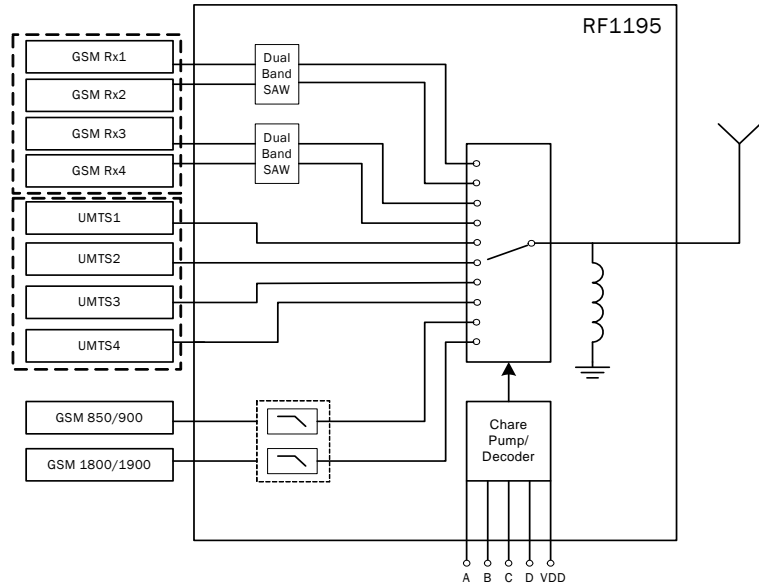 RF1195
GSM Rx1
GSM Rx2
GSM Rx3
GSM Rx4
Dual
Band
SAW
Dual
Band
SAW
UMTS1
UMTS2
UMTS3
UMTS4
GSM 850/900
GSM 1800/1900
Chare
Pump/
Decoder
A B C D VDD